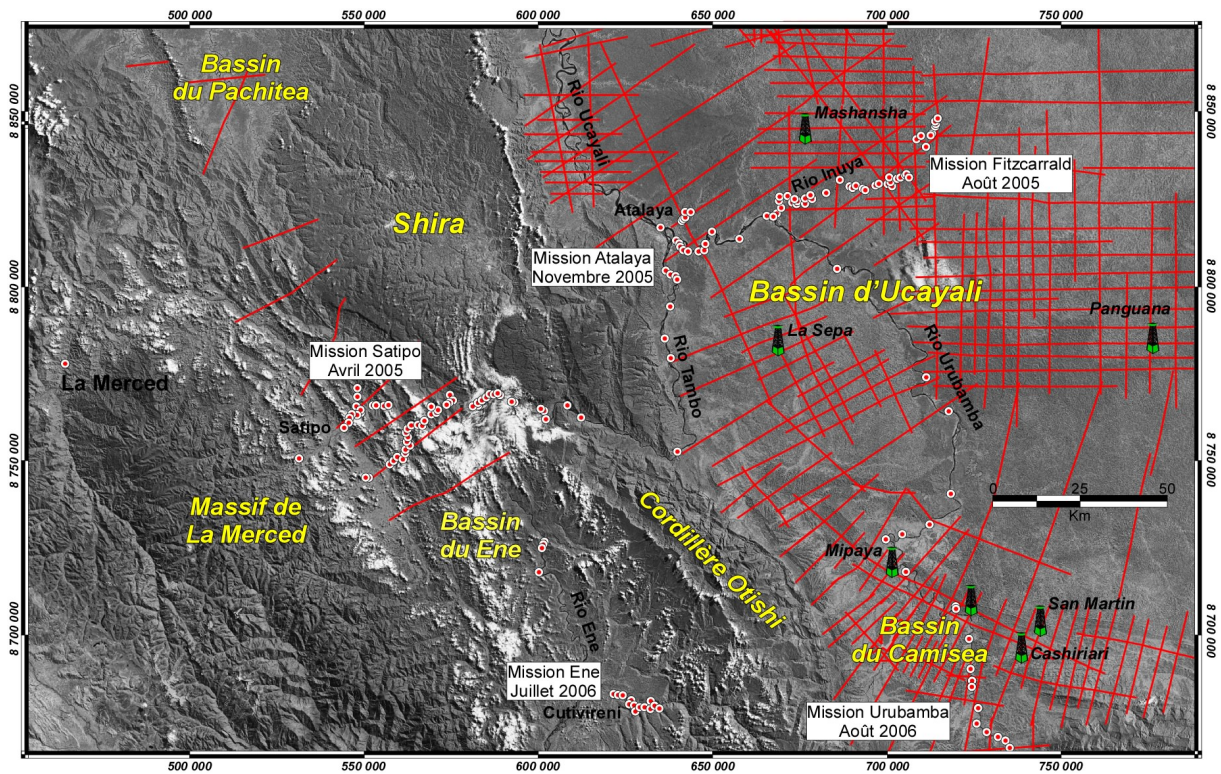 500 000
550 000
600 000
650 000
700 000
750 000
8 850 000
8 800 000
8 750 000
8 700 000
8 850 000
8 800 000
8 750 000
8 700 000
Bassin
du Pachitea
Rio Ucayali
Mashansha
Mission Fitzcarrald
Août 2005
Rio Inuya
Shira
Atalaya
Mission Atalaya
Novembre 2005
Bassin d'Ucayali
Panguana
La Sepa
Rio Urubamba
Rio Tambo
Mission Satipo
Avril 2005
La Merced
Satipo
0
25
50
Km
Massif de
La Merced
Bassin
du Ene
Cordillère Otishi
Mipaya
San Martin
Bassin
du Camisea
Cashiriari
Rio Ene
Mission Ene
Juillet 2006
Cutivireni
Mission Urubamba
Août 2006
500 000
550 000
600 000
650 000
700 000
750 000